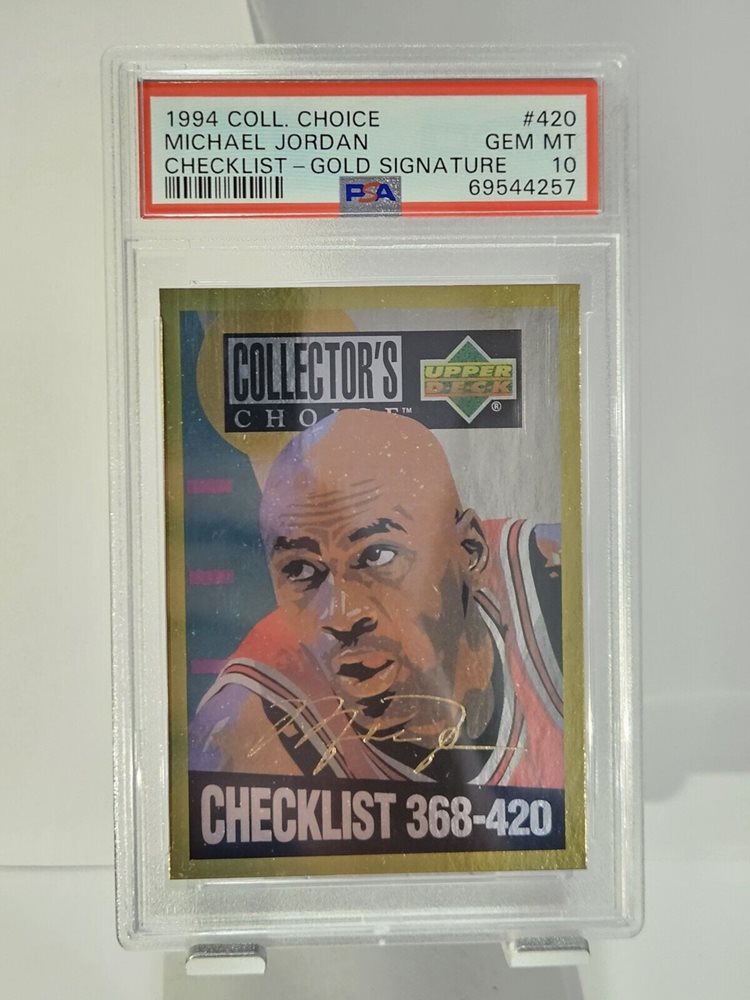 1994 COLL. CHOICE #420
MICHAEL JORDAN GEM MT
CHECKLIST - GOLD SIGNATURE 10
PSA 69544257
COLLECTOR'S
CHOICE™
UPPER
DECK
®
CHECKLIST 368-420